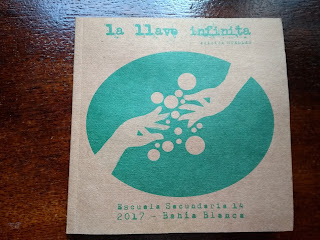 la llave infinita
Escuela Secundaria 14
2017 - Bahía Blanca